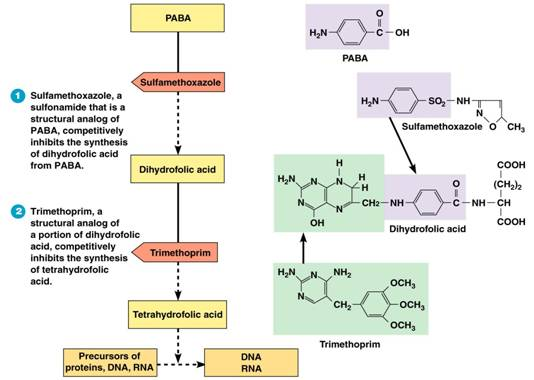 PABA
Sulfamethoxazole
1 Sulfamethoxazole, a
sulfonamide that is a
structural analog of
PABA, competitively
inhibits the synthesis
of dihydrofolic acid
from PABA.
Dihydrofolic acid
2 Trimethoprim, a
structural analog of
a portion of dihydrofolic
acid, competitively
inhibits the synthesis
of tetrahydrofolic
acid.
Trimethoprim
Tetrahydrofolic acid
Precursors of
proteins, DNA, RNA
DNA
RNA
H₂N
O
C
OH
PABA
H₂N
SO₂
NH
N
O
CH₃
Sulfamethoxazole
H
H₂N
N
N
H
H
N
N
OH
CH₂
NH
O
C
NH
COOH
(CH₂)₂
CH
COOH
Dihydrofolic acid
H₂N
N
NH₂
N
CH₂
OCH₃
OCH₃
OCH₃
Trimethoprim